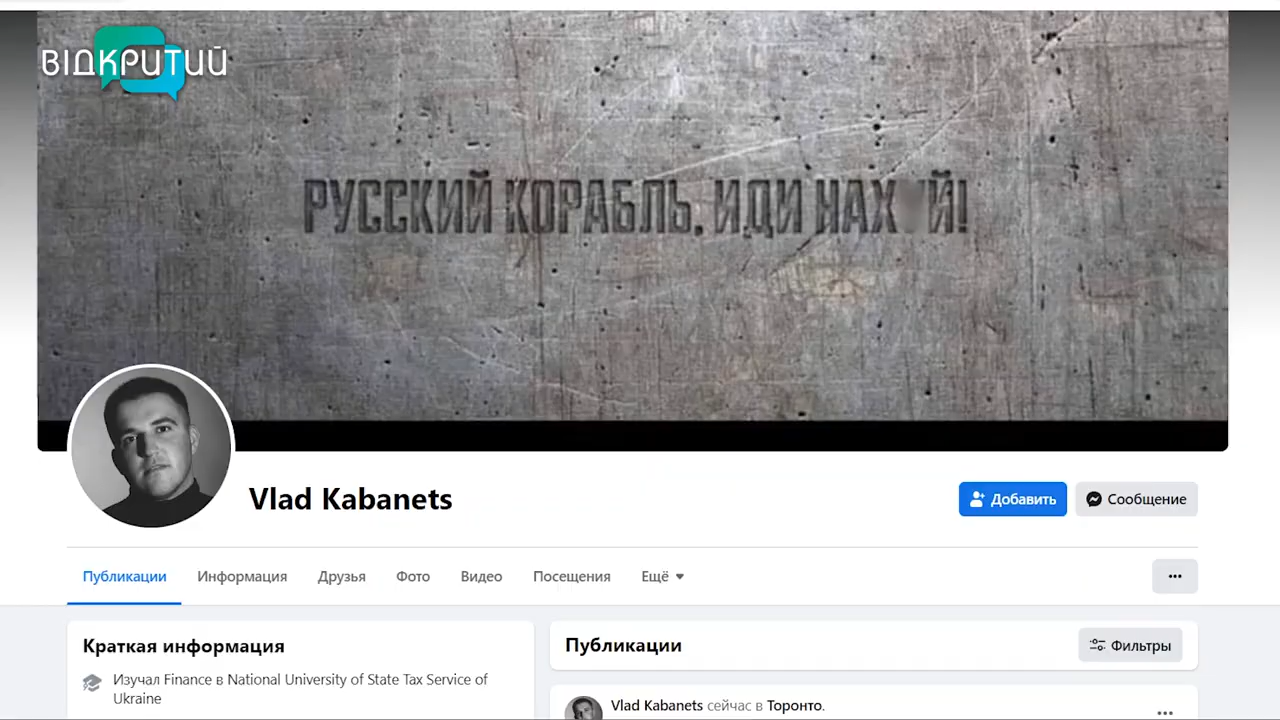 ВІДКРИТИЙ
РУССКИЙ КОРАБЛЬ, ИДИ НАХ Й!
Vlad Kabanets
Добавить
Сообщение
Публикации Информация Друзья Фото Видео Посещения Ещё
Краткая информация
Изучал Finance в National University of State Tax Service of
Ukraine
Публикации
Фильтры
Vlad Kabanets сейчас в Торонто.